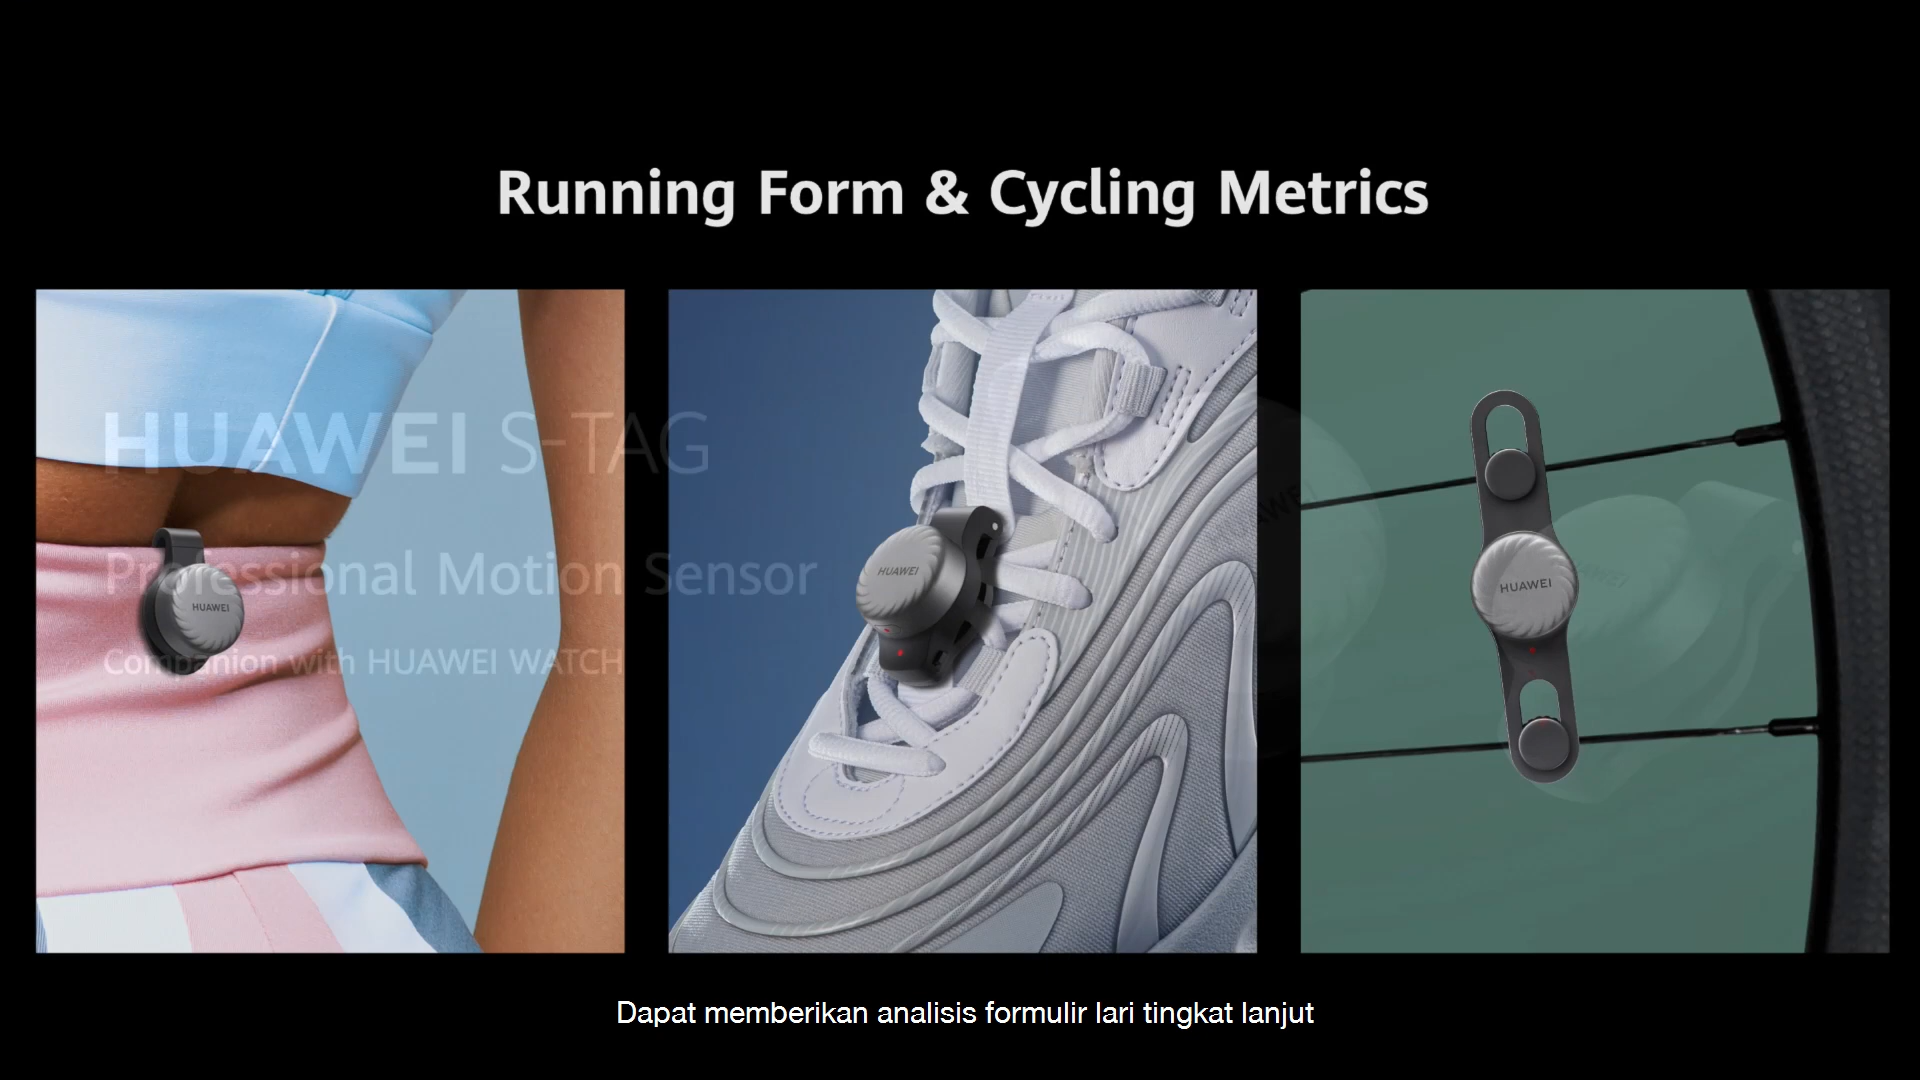 Running Form & Cycling Metrics
HUAWEI S-TAG
Professional Motion Sensor
Companion with HUAWEI WATCH
HUAWEI
HUAWEI
HUAWEI
Dapat memberikan analisis formulir lari tingkat lanjut